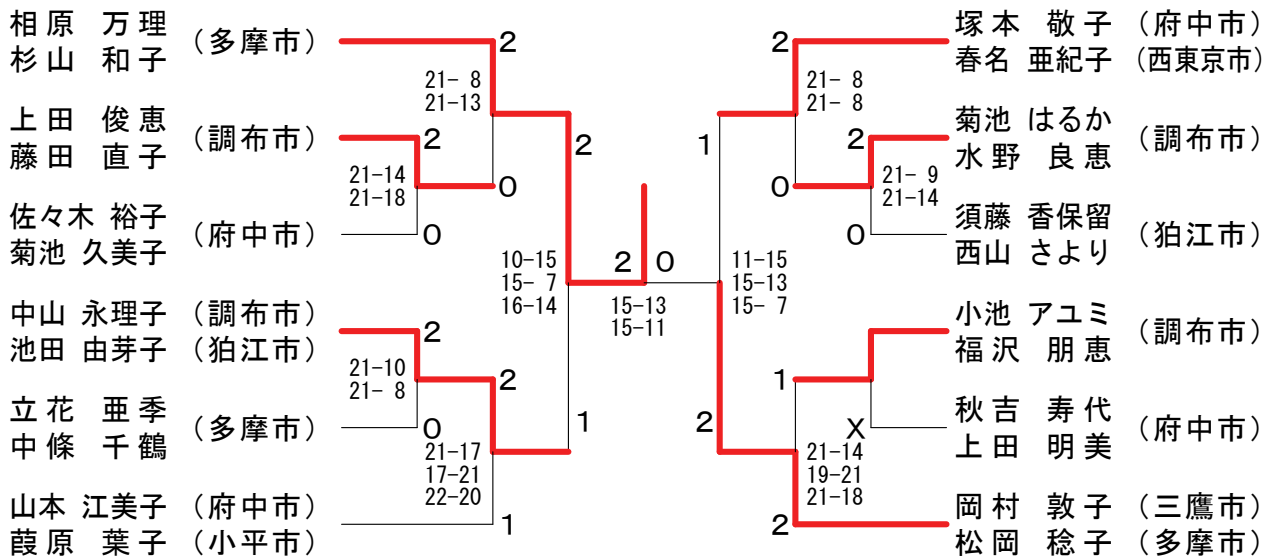 相原 万理
杉山 和子
(多摩市)
上田 俊恵
藤田 直子
(調布市)
佐々木 裕子
菊池 久美子
(府中市)
中山 永理子 (調布市)
池田 由芽子 (狛江市)
立花 亜季
中條 千鶴
(多摩市)
山本 江美子 (府中市)
葭原 葉子 (小平市)
2
21- 8
21-13
2
21-14
21-18
0
0
2
10-15
15- 7
16-14
2
21-10
21- 8
0
2
21-17
17-21
22-20
1
1
2
0
15-13
15-11
2
21- 8
21- 8
1
2
21- 9
21-14
0
0
11-15
15-13
15- 7
1
X
2
21-14
19-21
21-18
2
塚本 敬子 (府中市)
春名 亜紀子 (西東京市)
菊池 はるか
水野 良恵
(調布市)
須藤 香保留
西山 さより
(狛江市)
小池 アユミ
福沢 朋恵
(調布市)
秋吉 寿代
上田 明美
(府中市)
岡村 敦子 (三鷹市)
松岡 稔子 (多摩市)